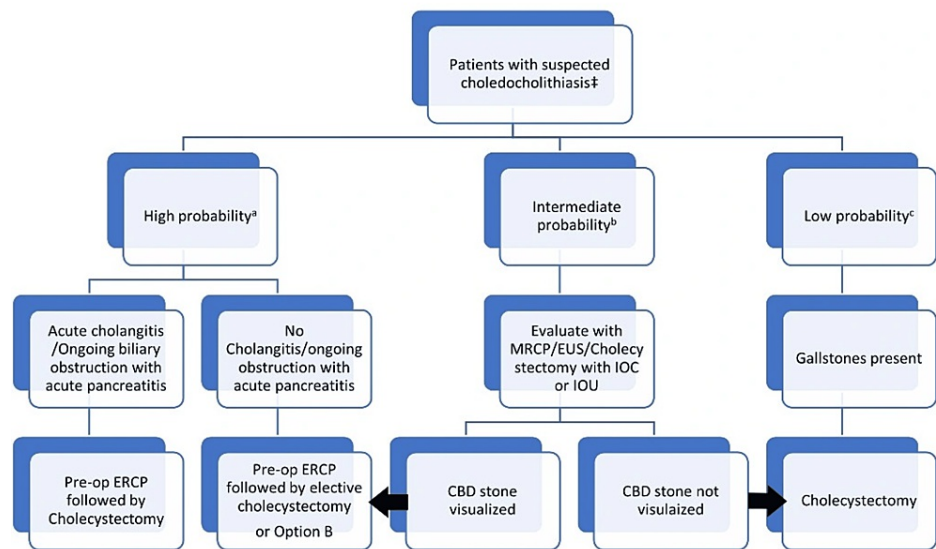 Patients with suspected
choledocholithiasis‡
High probabilityᵃ
Intermediate
probabilityᵇ
Low probabilityᶜ
Acute cholangitis
/Ongoing biliary
obstruction with
acute pancreatitis
No
Cholangitis/ongoing
obstruction with
acute pancreatitis
Evaluate with
MRCP/EUS/Cholecy
stectomy with IOC
or IOU
Gallstones present
Pre-op ERCP
followed by
Cholecystectomy
Pre-op ERCP
followed by elective
cholecystectomy
or Option B
CBD stone
visualized
CBD stone not
visulaized
Cholecystectomy